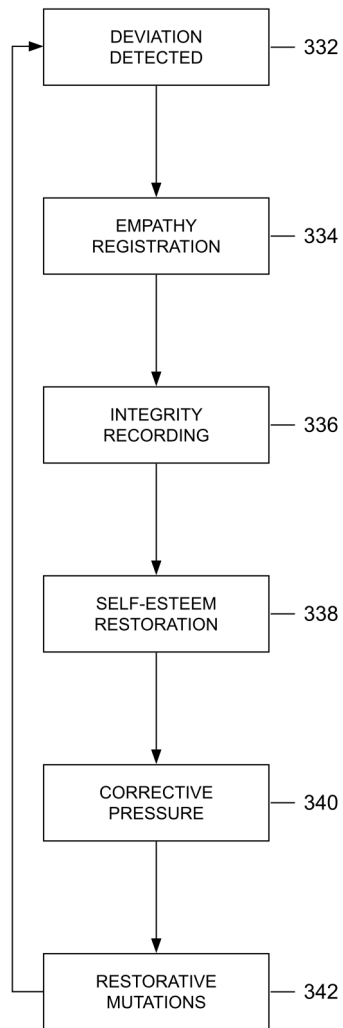 DEVIATION
DETECTED
332
EMPATHY
REGISTRATION
334
INTEGRITY
RECORDING
336
SELF-ESTEEM
RESTORATION
338
CORRECTIVE
PRESSURE
340
RESTORATIVE
MUTATIONS
342